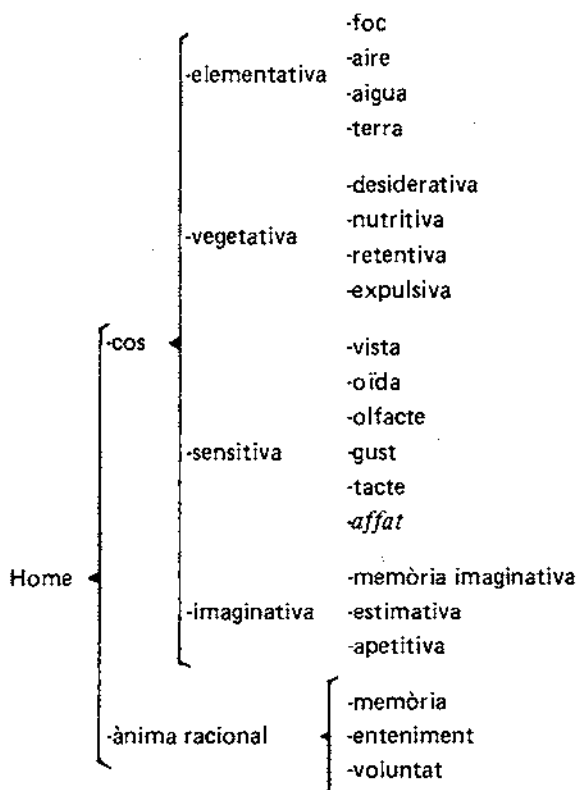 -foc
-elementativa
-aire
-aigua
-terra
-desiderativa
-vegetativa
-nutritiva
-retentiva
-expulsiva
-cos
-vista
-oïda
-olfacte
-sensitiva
-gust
-tacte
-affat
Home
-memòria imaginativa
-imaginativa
-estimativa
-apetitiva
-memòria
-ànima racional
-enteniment
-voluntat